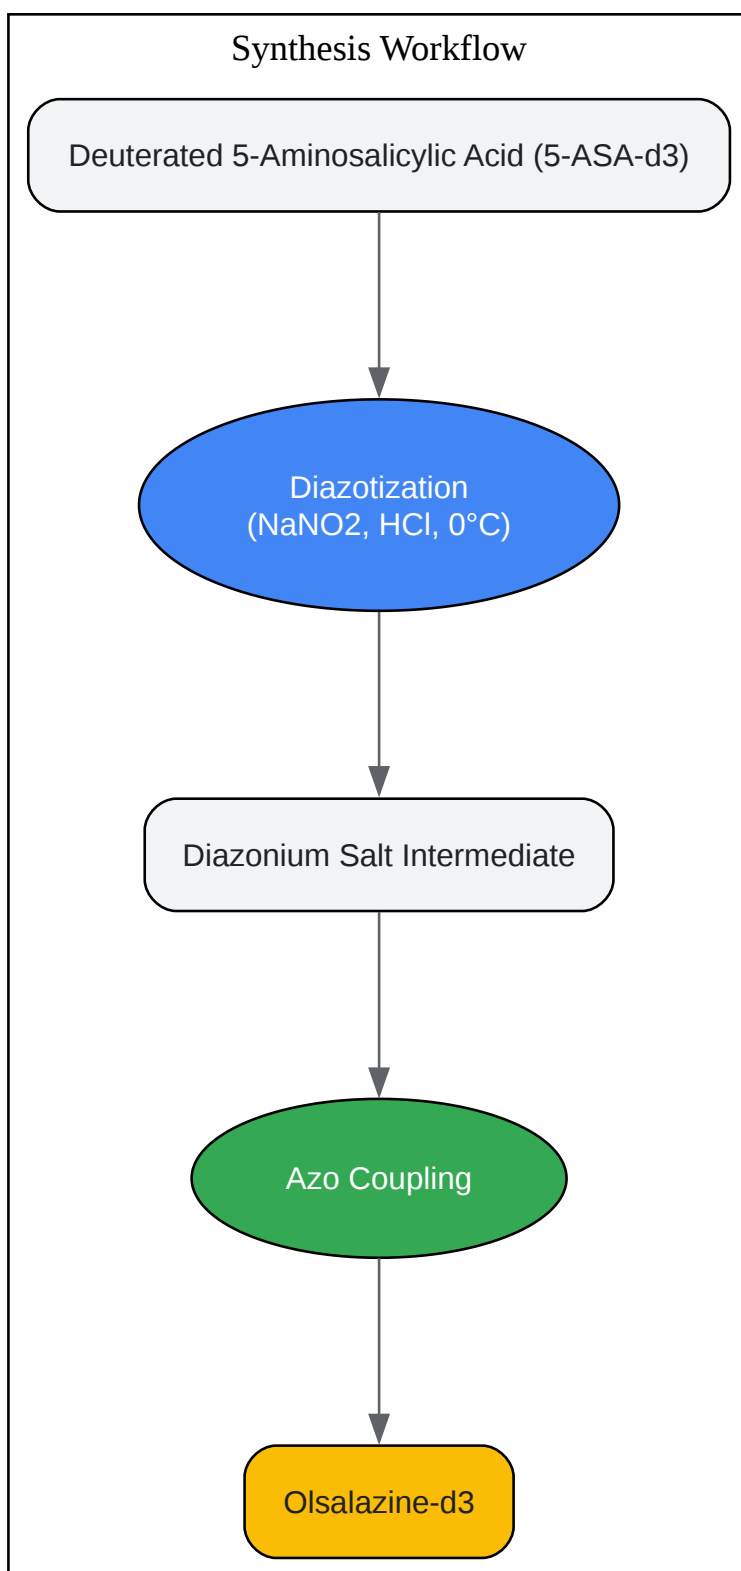 Synthesis Workflow
Deuterated 5-Aminosalicylic Acid (5-ASA-d3)
Diazotization
(NaNO2, HCl, 0°C)
Diazonium Salt Intermediate
Azo Coupling
Olsalazine-d3